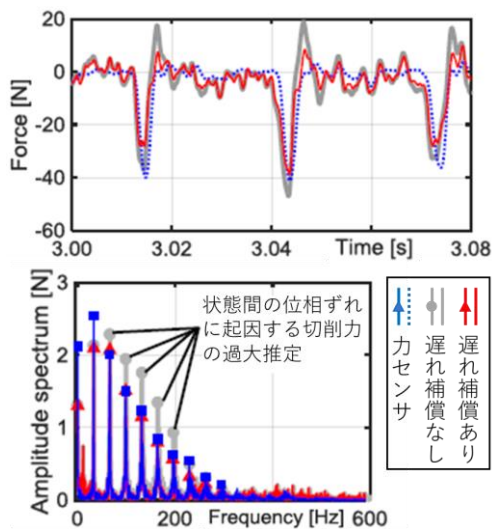 20
0
-20
-40
-60
Force [N]
3.00
3.02
3.04
Time [s]
3.08
3
2
1
0
Amplitude spectrum [N]
状態間の位相ずれ
に起因する切削力
の過大推定
0
200
Frequency [Hz]
600
遅れ補償あり
遅れ補償なし
力センサ